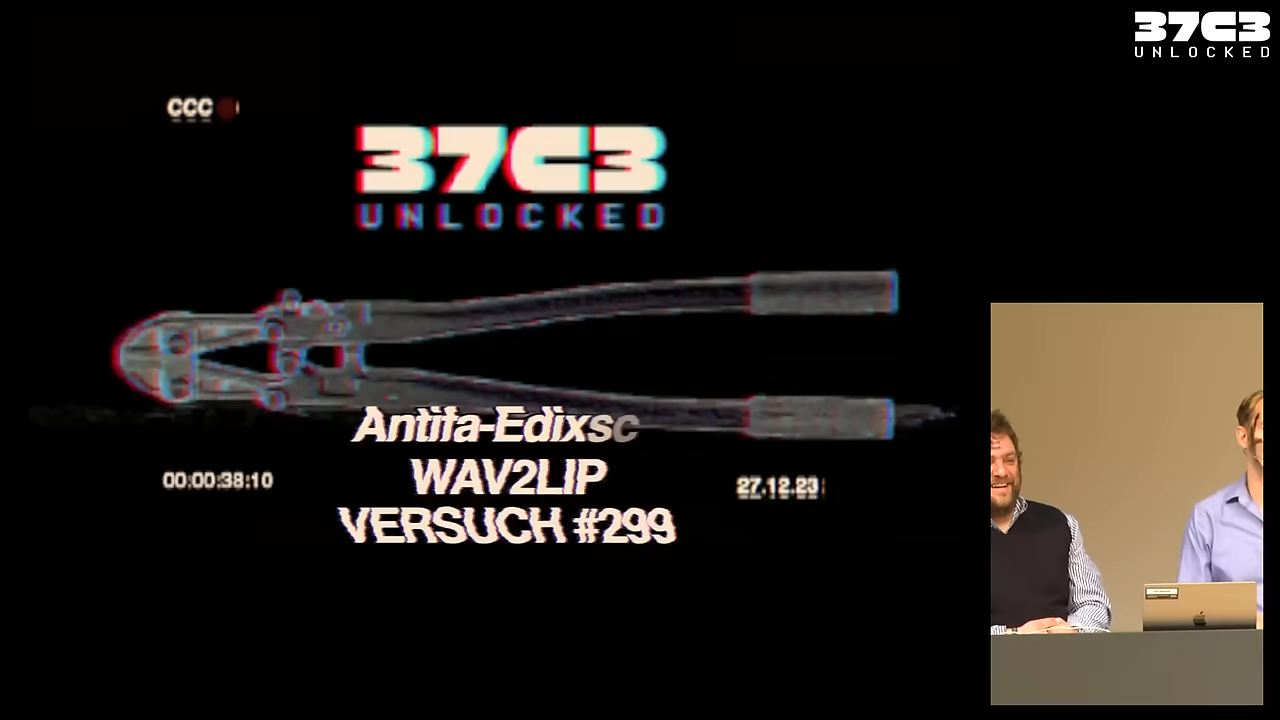 37C3
UNLOCKED
CCC
37C3
UNLOCKED
Antifa-Edixsc
WAV2LIP
00:00:38:10
27.12.23
VERSUCH #299